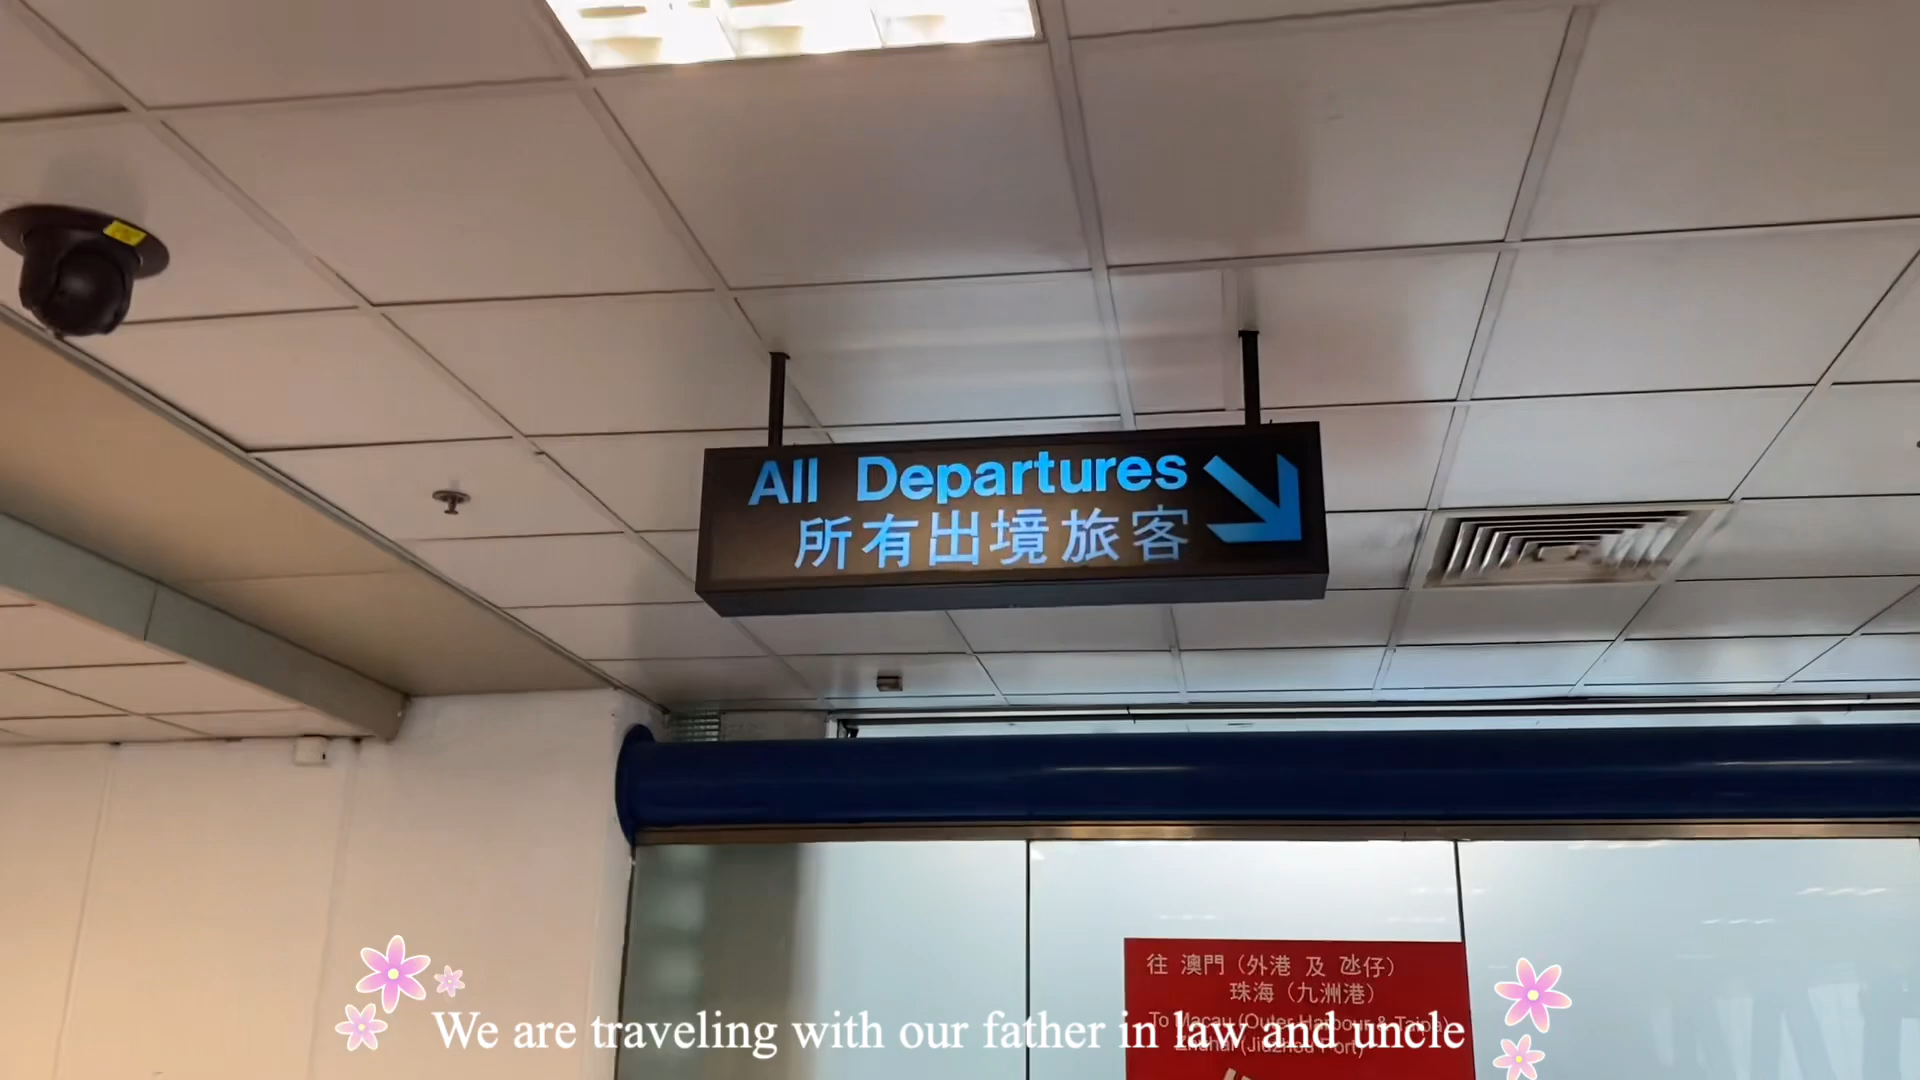 All Departures
所有出境旅客
往 澳門（外港 及 氹仔）
珠海（九洲港）
To Macau (Outer Harbour & Taipa)
Zhuhai (Jiuzhou Port)
We are traveling with our father in law and uncle